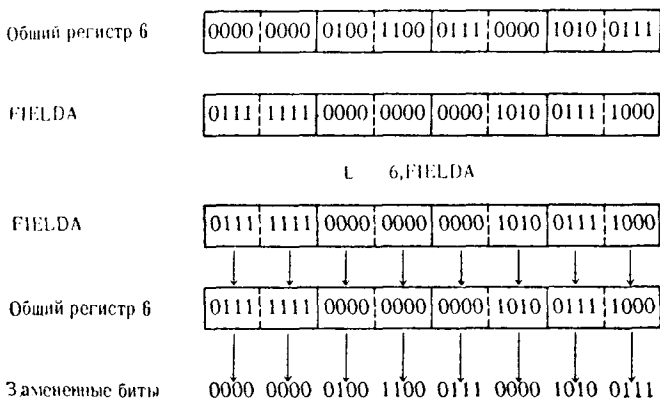 Общий регистр 6 0000 0000 0100 1100 0111 0000 1010 0111
FIELDA 0111 1111 0000 0000 0000 1010 0111 1000
L 6,FIELDA
FIELDA 0111 1111 0000 0000 0000 1010 0111 1000
Общий регистр 6 0111 1111 0000 0000 0000 1010 0111 1000
Замененные биты 0000 0000 0100 1100 0111 0000 1010 0111